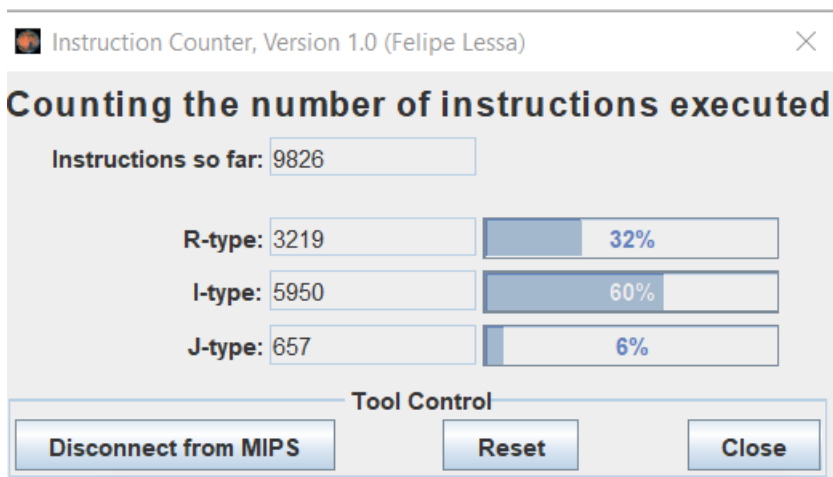 Instruction Counter, Version 1.0 (Felipe Lessa)
Counting the number of instructions executed
Instructions so far: 9826
R-type: 3219 32%
I-type: 5950 60%
J-type: 657 6%
Tool Control
Disconnect from MIPS Reset Close